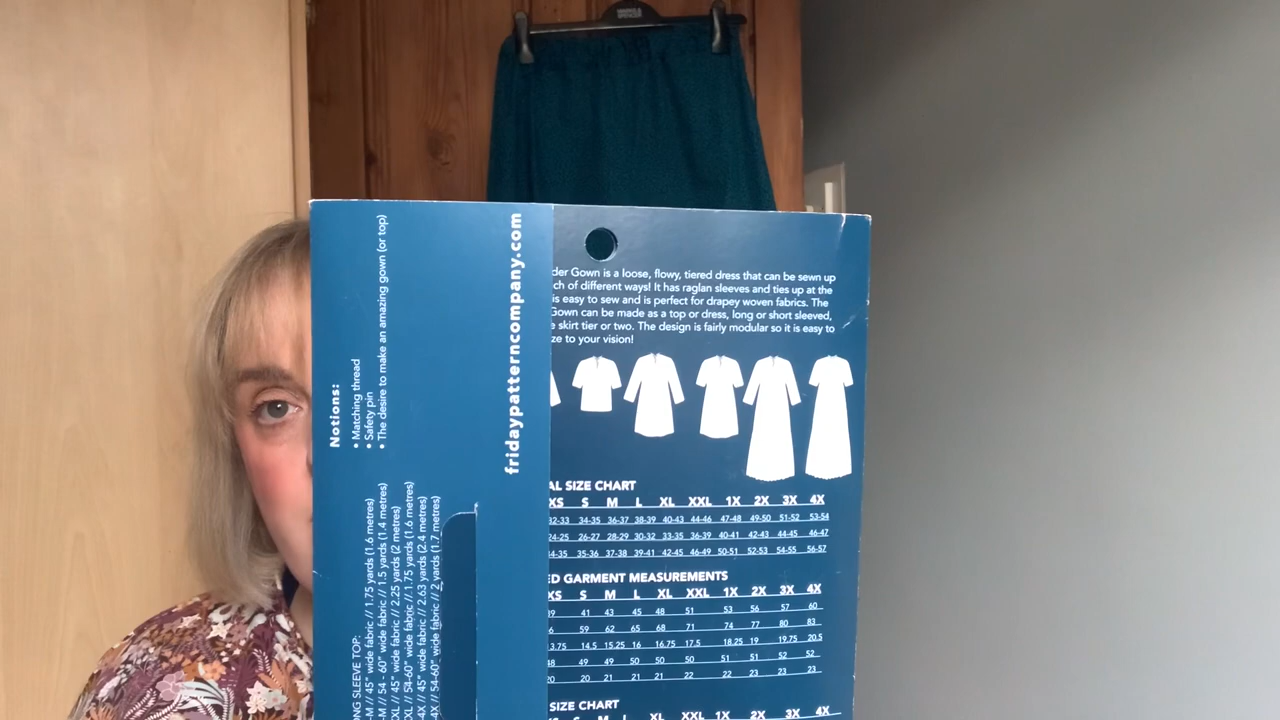 MARKS & SPENCER
fridaypatterncompany.com
Notions:
• Matching thread
• Safety pin
• The desire to make an amazing gown (or top)
ONG SLEEVE TOP:
-M // 45" wide fabric // 1.75 yards (1.6 metres)
-M // 54 - 60" wide fabric // 1.5 yards (1.4 metres)
XXL // 45" wide fabric // 2.25 yards (2 metres)
XXL // 54-60" wide fabric // 1.75 yards (1.6 metres)
-4X // 45" wide fabric // 2.63 yards (2.4 metres)
-4X // 54-60" wide fabric // 2 yards (1.7 metres)
der Gown is a loose, flowy, tiered dress that can be sewn up
ch of different ways! It has raglan sleeves and ties up at the
is easy to sew and is perfect for drapey woven fabrics. The
Gown can be made as a top or dress, long or short sleeved,
e skirt tier or two. The design is fairly modular so it is easy to
ze to your vision!
AL SIZE CHART
XS S M L XL XXL 1X 2X 3X 4X
32-33 34-35 36-37 38-39 40-43 44-46 47-48 49-50 51-52 53-54
24-25 26-27 28-29 30-32 33-35 36-39 40-41 42-43 44-45 46-47
34-35 35-36 37-38 39-41 42-45 46-49 50-51 52-53 54-55 56-57
ED GARMENT MEASUREMENTS
XS S M L XL XXL 1X 2X 3X 4X
39 41 43 45 48 51 53 56 57 60
6 59 62 65 68 71 74 77 80 83
3.75 14.5 15.25 16 16.75 17.5 18.25 19 19.75 20.5
48 49 49 50 50 50 51 51 52 52
20 20 21 21 21 22 22 23 23 23
SIZE CHART
S M L XL XXL 1X 2X 3X 4X